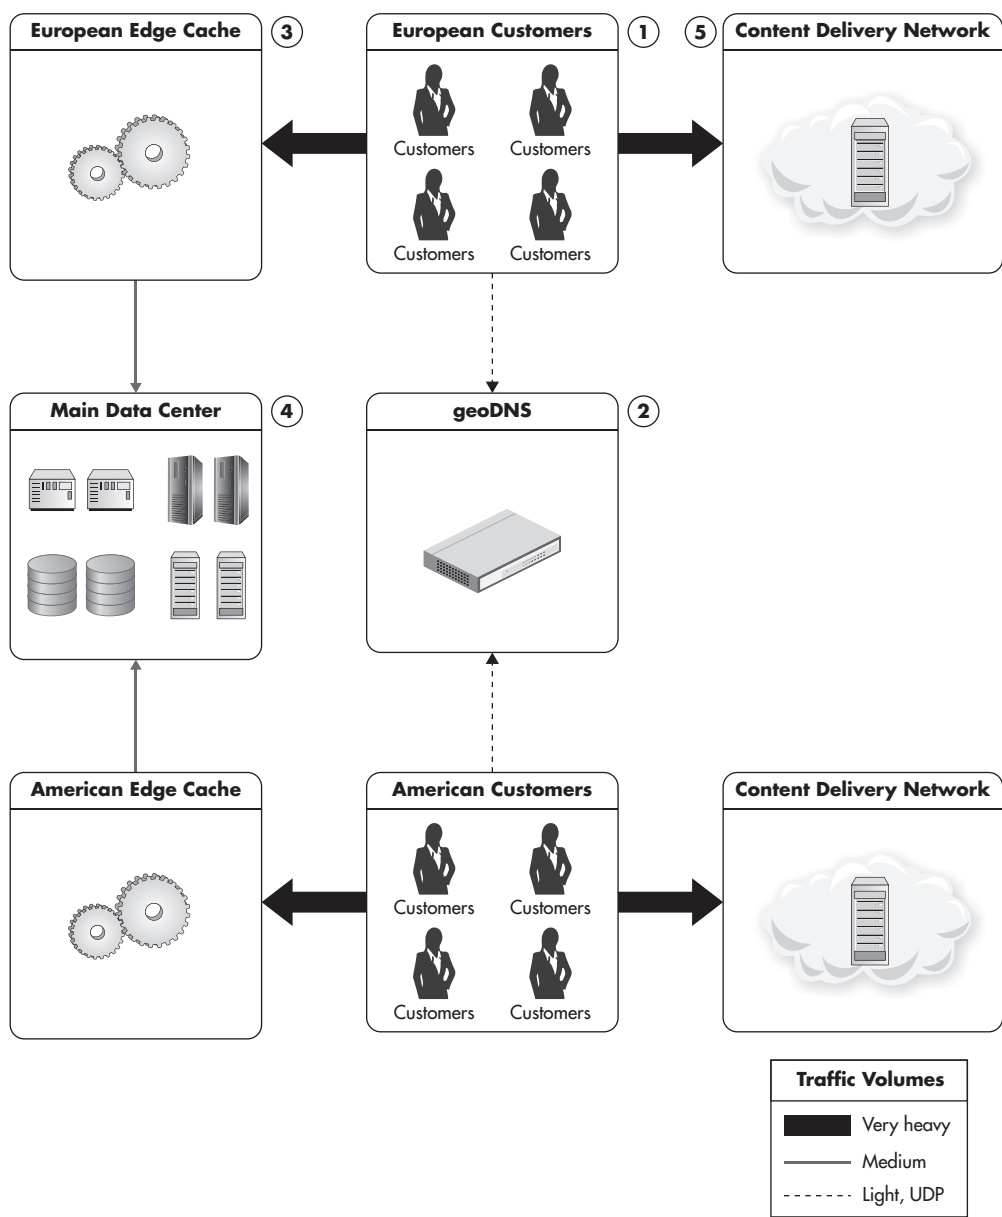 European Edge Cache
3
European Customers
1
5
Content Delivery Network
Customers
Customers
Customers
Customers
Main Data Center
4
geoDNS
2
American Edge Cache
American Customers
Content Delivery Network
Customers
Customers
Customers
Customers
Traffic Volumes
Very heavy
Medium
Light, UDP